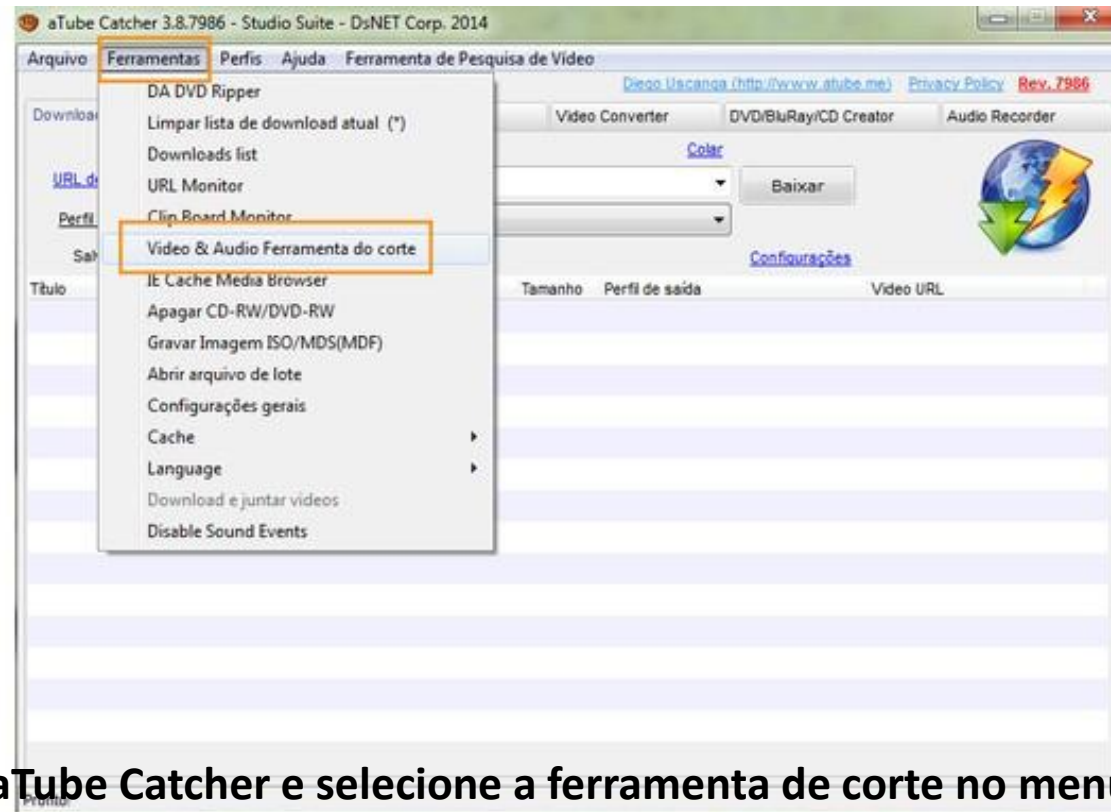 aTube Catcher 3.8.7986 - Studio Suite - DsNET Corp. 2014
Arquivo Ferramentas Perfis Ajuda Ferramenta de Pesquisa de Vídeo
Diego Uscanga (http://www.atube.me) Privacy Policy Rev. 7986
Video Converter DVD/BluRay/CD Creator Audio Recorder
DA DVD Ripper
Limpar lista de download atual (*)
Downloads list
URL Monitor
Clip Board Monitor
Video & Audio Ferramenta do corte
IE Cache Media Browser
Apagar CD-RW/DVD-RW
Gravar Imagem ISO/MDS(MDF)
Abrir arquivo de lote
Configurações gerais
Cache
Language
Download e juntar videos
Disable Sound Events
Colar
URL
Baixar
Perfil
Configurações
Título Tamanho Perfil de saída Video URL
aTube Catcher e selecione a ferramenta de corte no men
Pronto!